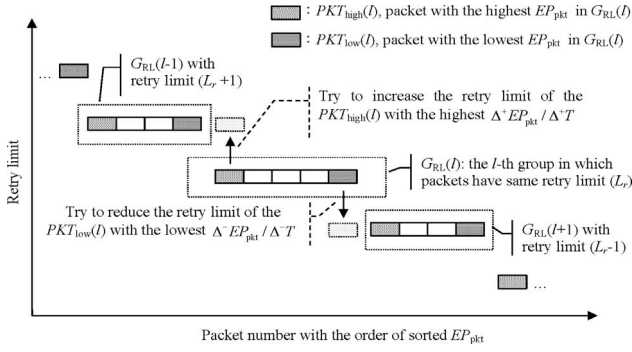 : PKT_high(l), packet with the highest EP_pkt in G_RL(l)
: PKT_low(l), packet with the lowest EP_pkt in G_RL(l)
G_RL(l-1) with
retry limit (L_r +1)
...
Try to increase the retry limit of the
PKT_high(l) with the highest Δ⁺EP_pkt / Δ⁺T
G_RL(l): the l-th group in which
packets have same retry limit (L_r)
Try to reduce the retry limit of the
PKT_low(l) with the lowest Δ⁻EP_pkt / Δ⁻T
G_RL(l+1) with
retry limit (L_r-1)
...
Retry limit
Packet number with the order of sorted EP_pkt